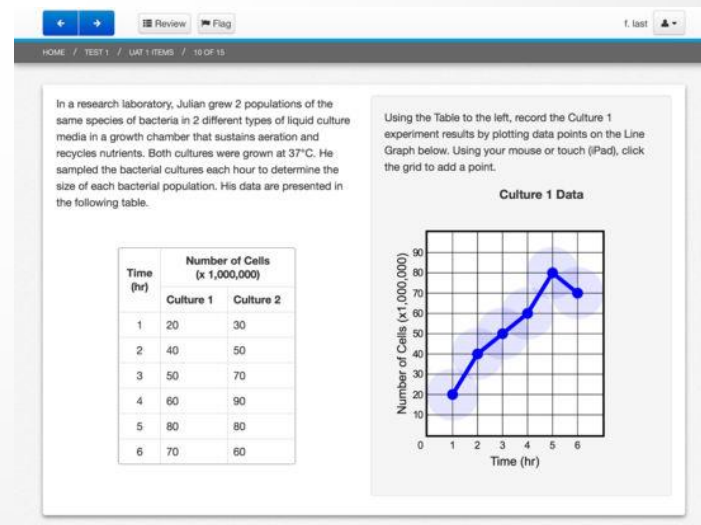 Review
Flag
f. last
HOME / TEST 1 / UAT 1 ITEMS / 10 OF 15
In a research laboratory, Julian grew 2 populations of the
same species of bacteria in 2 different types of liquid culture
media in a growth chamber that sustains aeration and
recycles nutrients. Both cultures were grown at 37°C. He
sampled the bacterial cultures each hour to determine the
size of each bacterial population. His data are presented in
the following table.
Time
(hr)
Number of Cells
(x 1,000,000)
Culture 1 Culture 2
1 20 30
2 40 50
3 50 70
4 60 90
5 80 80
6 70 60
Using the Table to the left, record the Culture 1
experiment results by plotting data points on the Line
Graph below. Using your mouse or touch (iPad), click
the grid to add a point.
Culture 1 Data
Number of Cells (x1,000,000)
90
80
70
60
50
40
30
20
10
0 1 2 3 4 5 6
Time (hr)